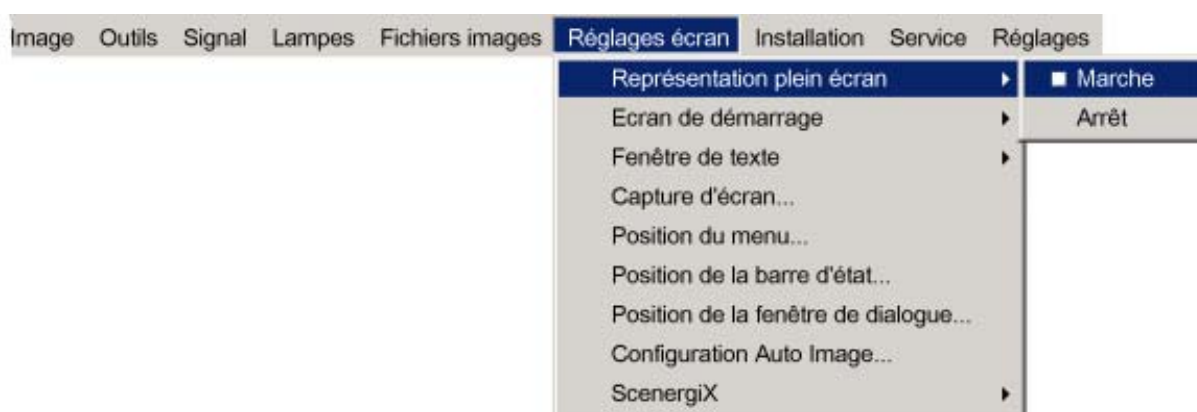 Image Outils Signal Lampes Fichiers images Réglages écran Installation Service Réglages
Représentation plein écran Marche
Ecran de démarrage Arrêt
Fenêtre de texte
Capture d'écran...
Position du menu...
Position de la barre d'état...
Position de la fenêtre de dialogue...
Configuration Auto Image...
ScenergiX